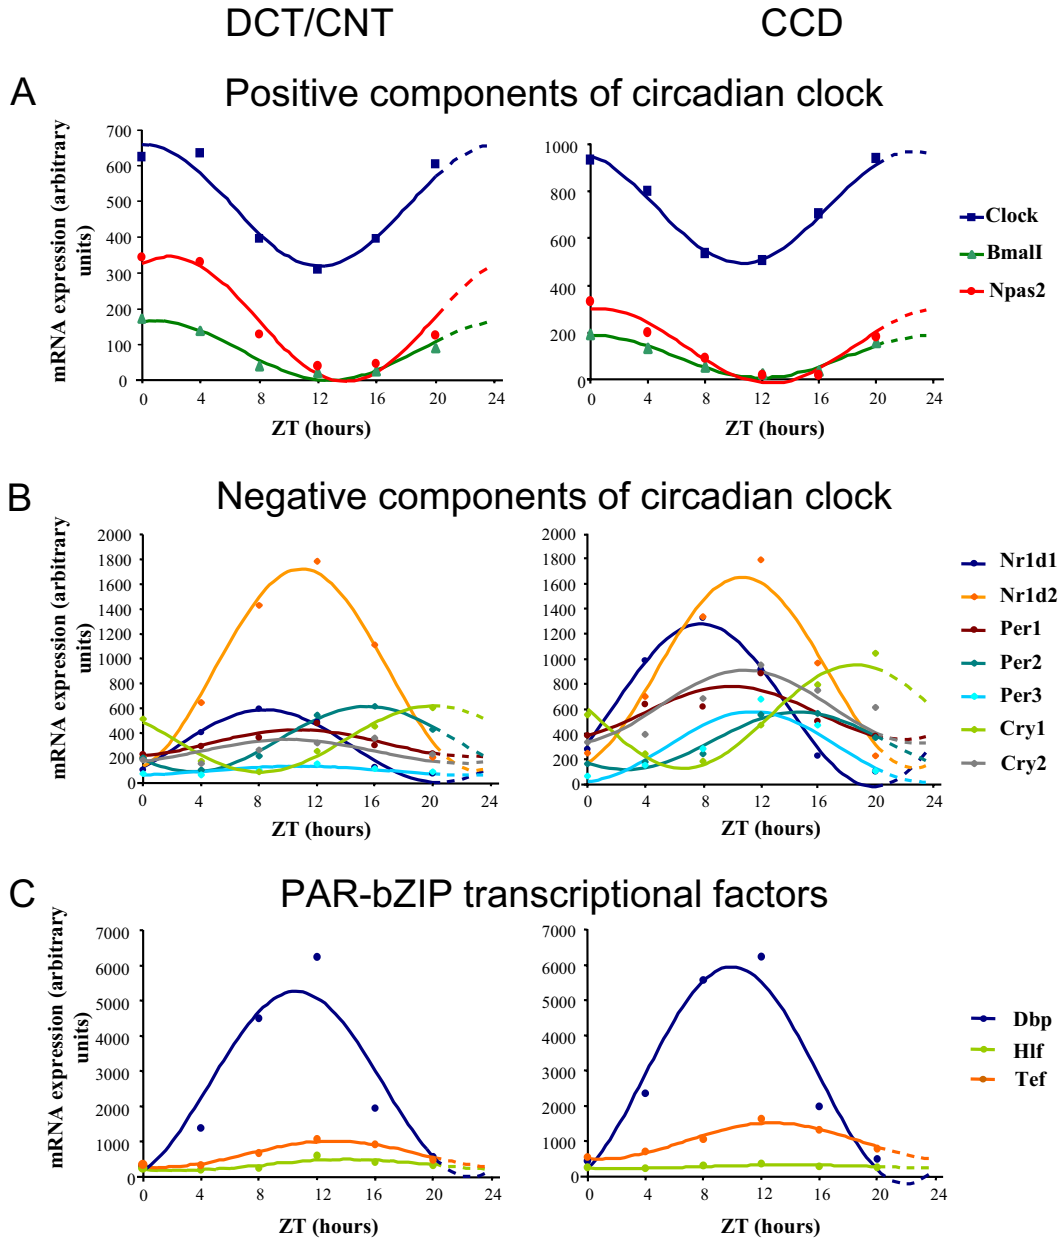 DCT/CNT
CCD
A
Positive components of circadian clock
mRNA expression (arbitrary
units)
700
600
500
400
300
200
100
0
0 4 8 12 16 20 24
ZT (hours)
1000
800
600
400
200
0
0 4 8 12 16 20 24
ZT (hours)
Clock
BmalI
Npas2
B
Negative components of circadian clock
mRNA expression (arbitrary
units)
2000
1800
1600
1400
1200
1000
800
600
400
200
0
0 4 8 12 16 20 24
ZT (hours)
2000
1800
1600
1400
1200
1000
800
600
400
200
0
0 4 8 12 16 20 24
ZT (hours)
Nr1d1
Nr1d2
Per1
Per2
Per3
Cry1
Cry2
C
PAR-bZIP transcriptional factors
mRNA expression (arbitrary
units)
7000
6000
5000
4000
3000
2000
1000
0
0 4 8 12 16 20 24
ZT (hours)
7000
6000
5000
4000
3000
2000
1000
0
0 4 8 12 16 20 24
ZT (hours)
Dbp
Hlf
Tef